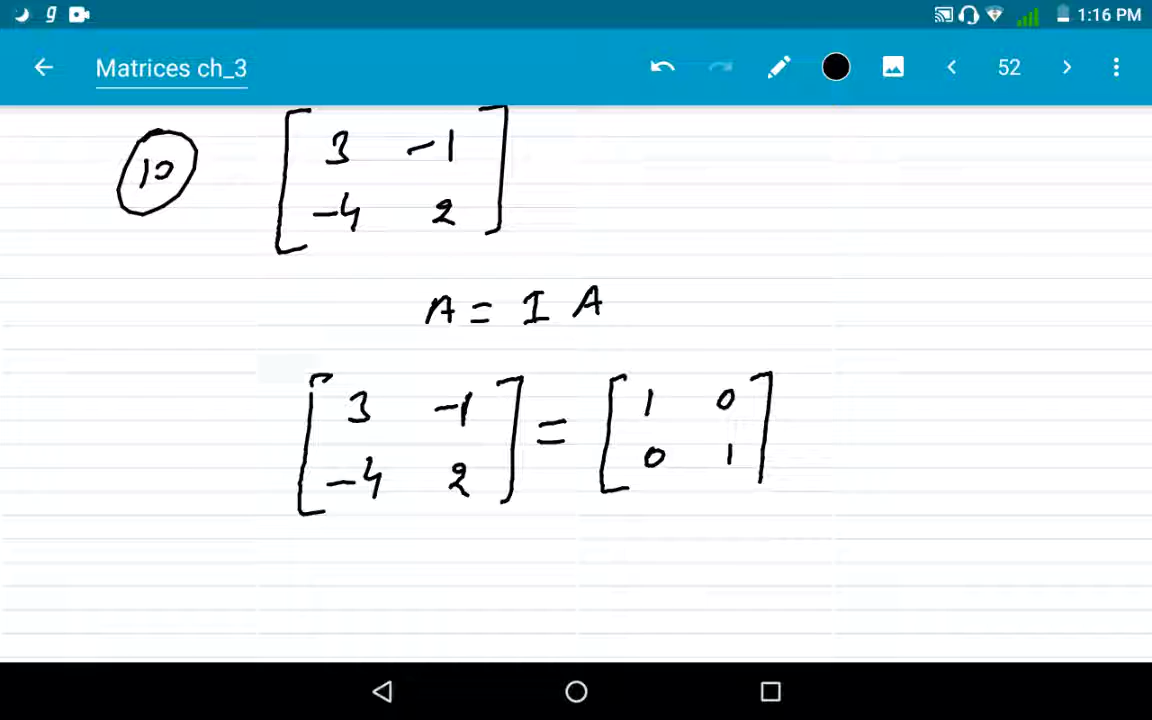 g 1:16 PM
Matrices ch_3 52
10 [ 3 -1
-4 2 ]
A = I A
[ 3 -1
-4 2 ] = [ 1 0
0 1 ]